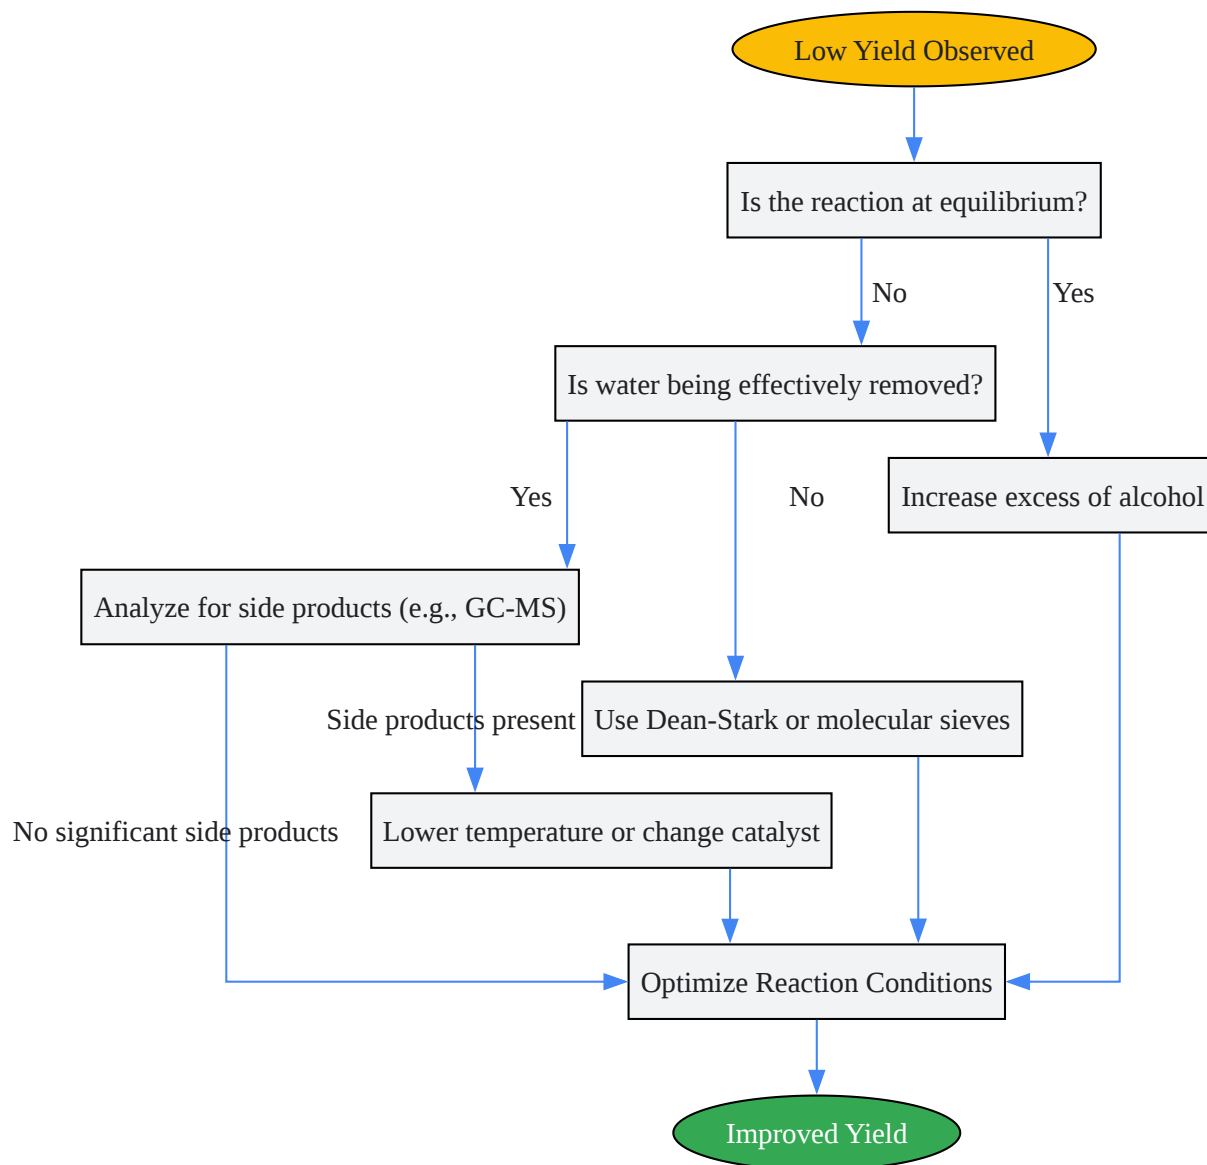 Low Yield Observed
Is the reaction at equilibrium?
No
Yes
Is water being effectively removed?
Yes
No
Increase excess of alcohol
Analyze for side products (e.g., GC-MS)
Side products present
Use Dean-Stark or molecular sieves
No significant side products
Lower temperature or change catalyst
Optimize Reaction Conditions
Improved Yield